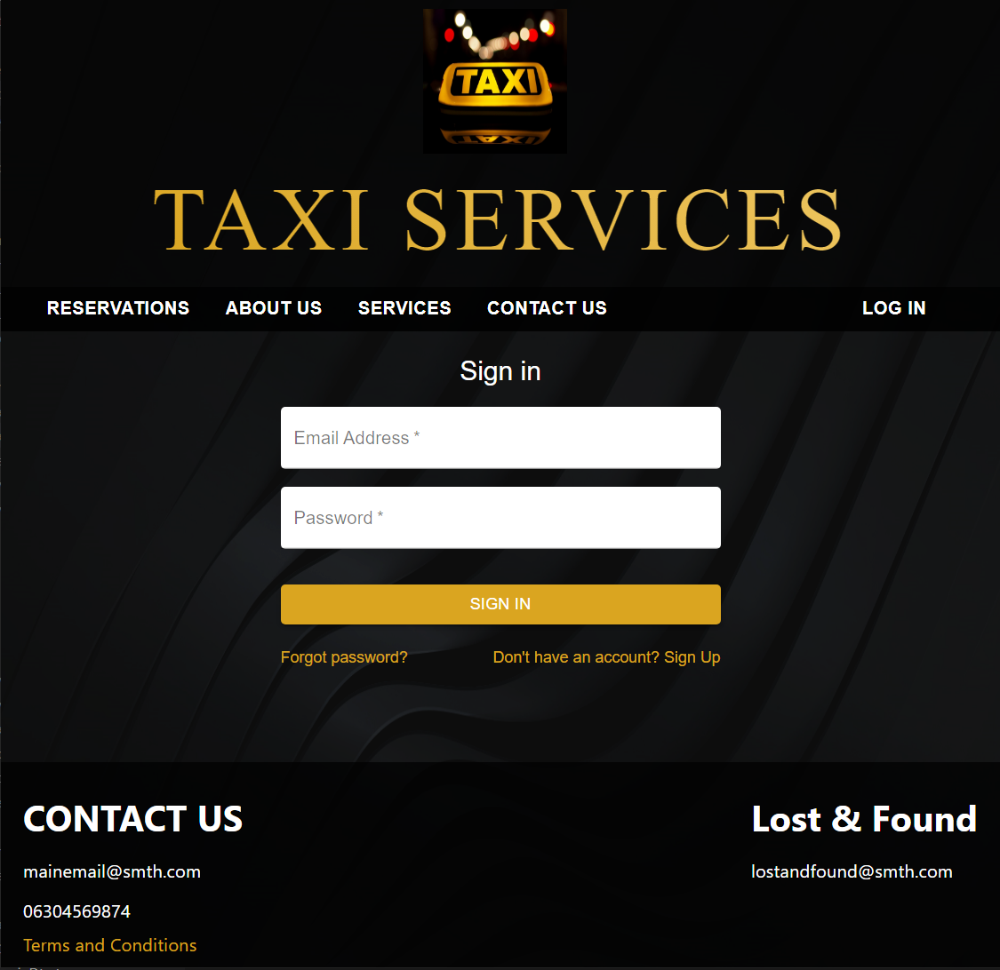 TAXI
TAXI SERVICES
RESERVATIONS ABOUT US SERVICES CONTACT US LOG IN
Sign in
Email Address *
Password *
SIGN IN
Forgot password? Don't have an account? Sign Up
CONTACT US Lost & Found
mainemail@smth.com lostandfound@smth.com
06304569874
Terms and Conditions